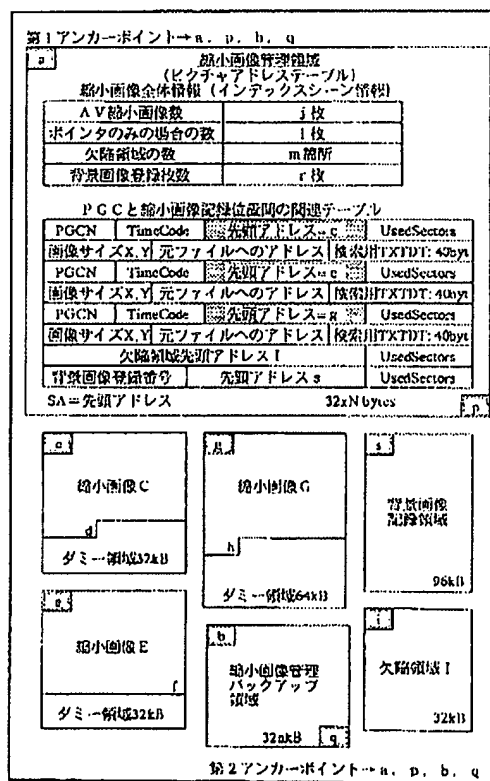 第1アンカーポイント→a, p, b, q
a
縮小画像管理領域
(ピクチャアドレステーブル)
縮小画像全体情報 (インデックスシーン情報)
AV縮小画像数 j枚
ポインタのみの場合の数 l枚
欠陥領域の数 m箇所
背景画像登録枚数 r枚
PGCと縮小画像記録位置間の関連テーブル
PGCN TimeCode 先頭アドレス=c UsedSectors
画像サイズX,Y 元ファイルへのアドレス 検索用TXTDT:40byt
PGCN TimeCode 先頭アドレス=e UsedSectors
画像サイズX,Y 元ファイルへのアドレス 検索用TXTDT:40byt
PGCN TimeCode 先頭アドレス=g UsedSectors
画像サイズX,Y 元ファイルへのアドレス 検索用TXTDT:40byt
欠陥領域先頭アドレスI UsedSectors
背景画像登録番号 先頭アドレスs UsedSectors
SA=先頭アドレス 32xN bytes p
c
縮小画像C
d
ダミー領域37kB
g
縮小画像G
h
ダミー領域64kB
s
背景画像
記録領域
96kB
e
縮小画像E
f
ダミー領域32kB
b
縮小画像管理
バックアップ
領域
32nkB q
i
欠陥領域I
32kB
第2アンカーポイント→a, p, b, q